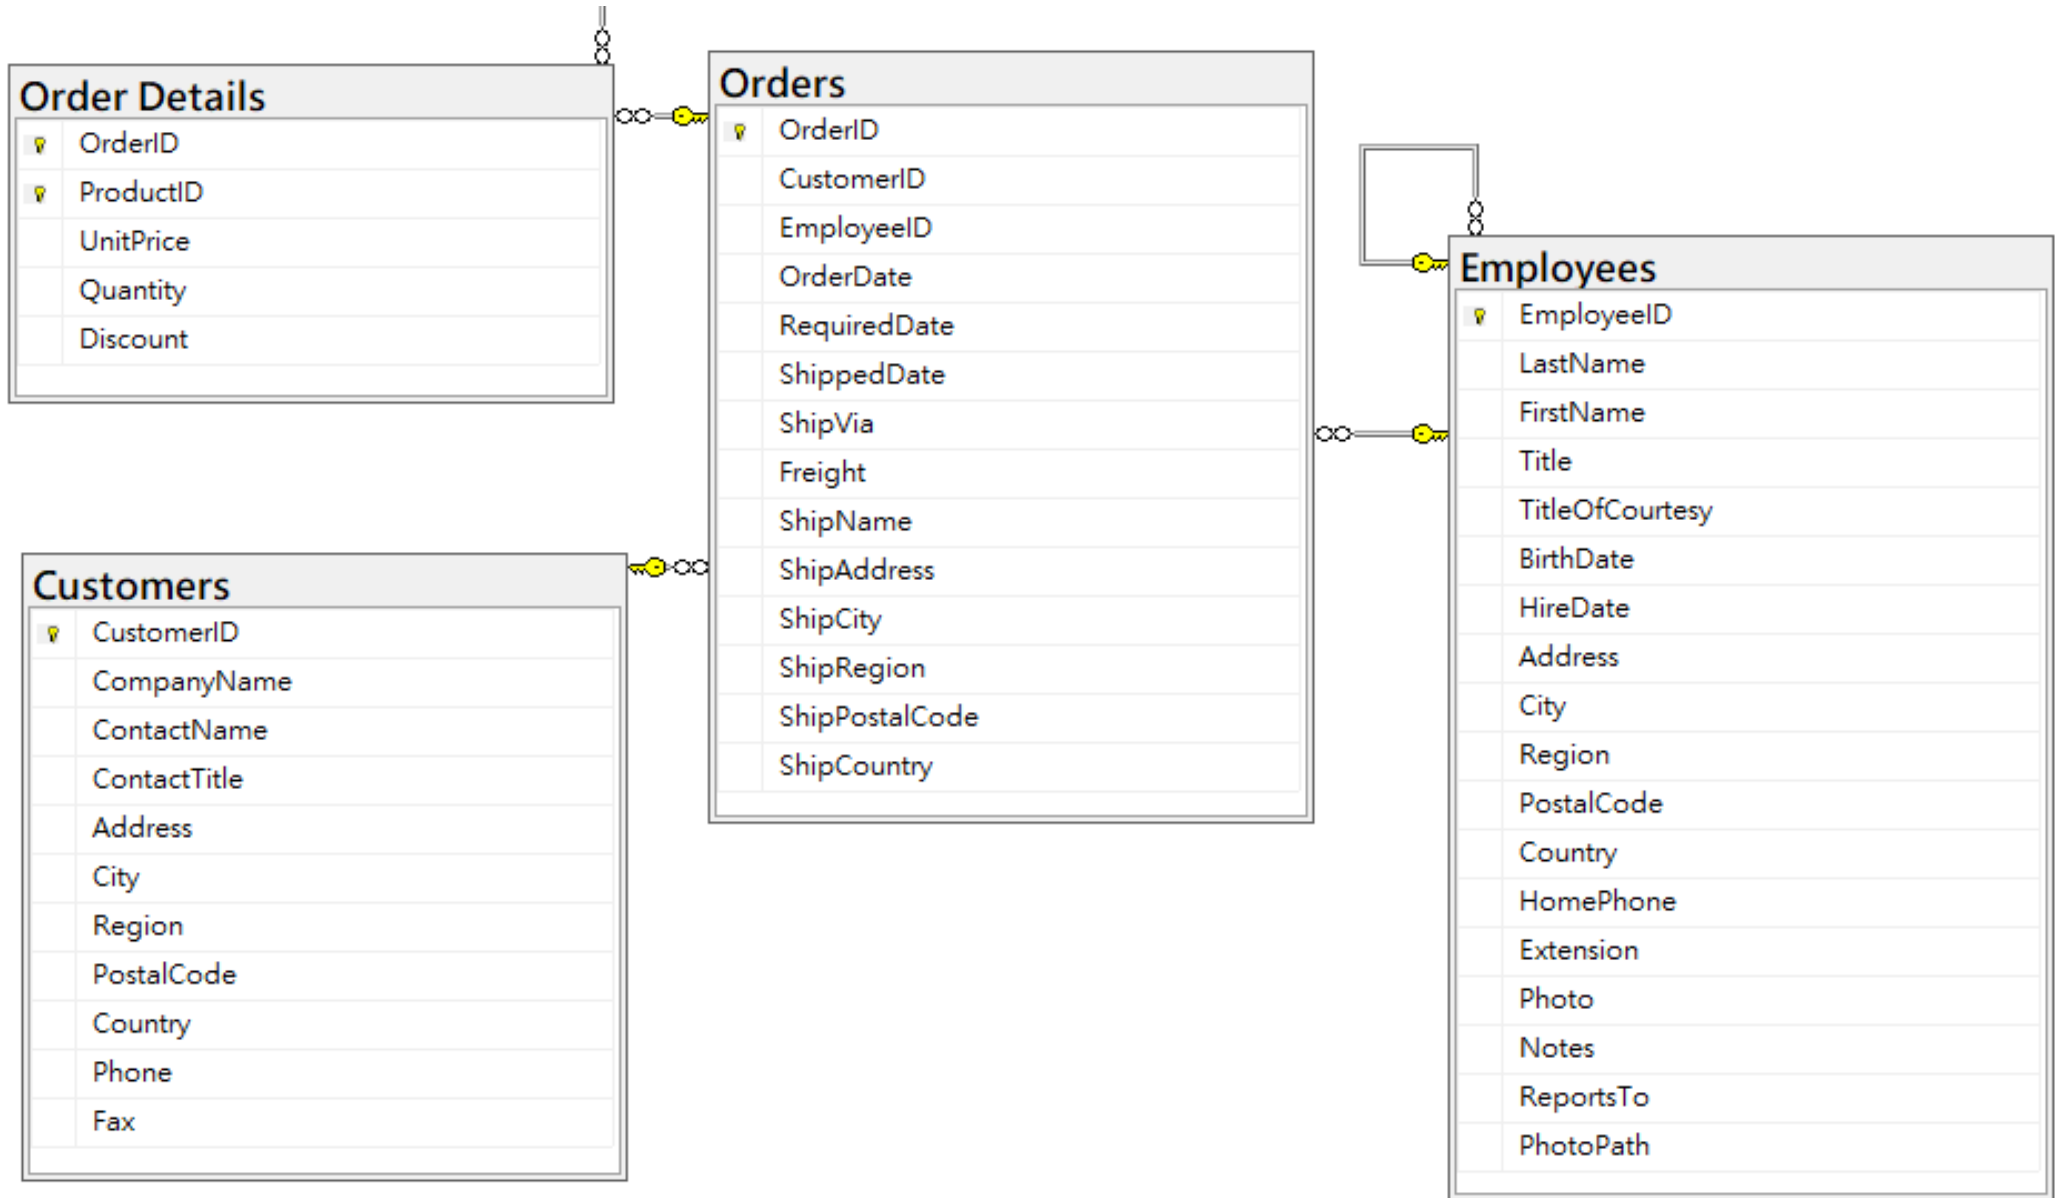 Order Details
OrderID
ProductID
UnitPrice
Quantity
Discount
Orders
OrderID
CustomerID
EmployeeID
OrderDate
RequiredDate
ShippedDate
ShipVia
Freight
ShipName
ShipAddress
ShipCity
ShipRegion
ShipPostalCode
ShipCountry
Customers
CustomerID
CompanyName
ContactName
ContactTitle
Address
City
Region
PostalCode
Country
Phone
Fax
Employees
EmployeeID
LastName
FirstName
Title
TitleOfCourtesy
BirthDate
HireDate
Address
City
Region
PostalCode
Country
HomePhone
Extension
Photo
Notes
ReportsTo
PhotoPath